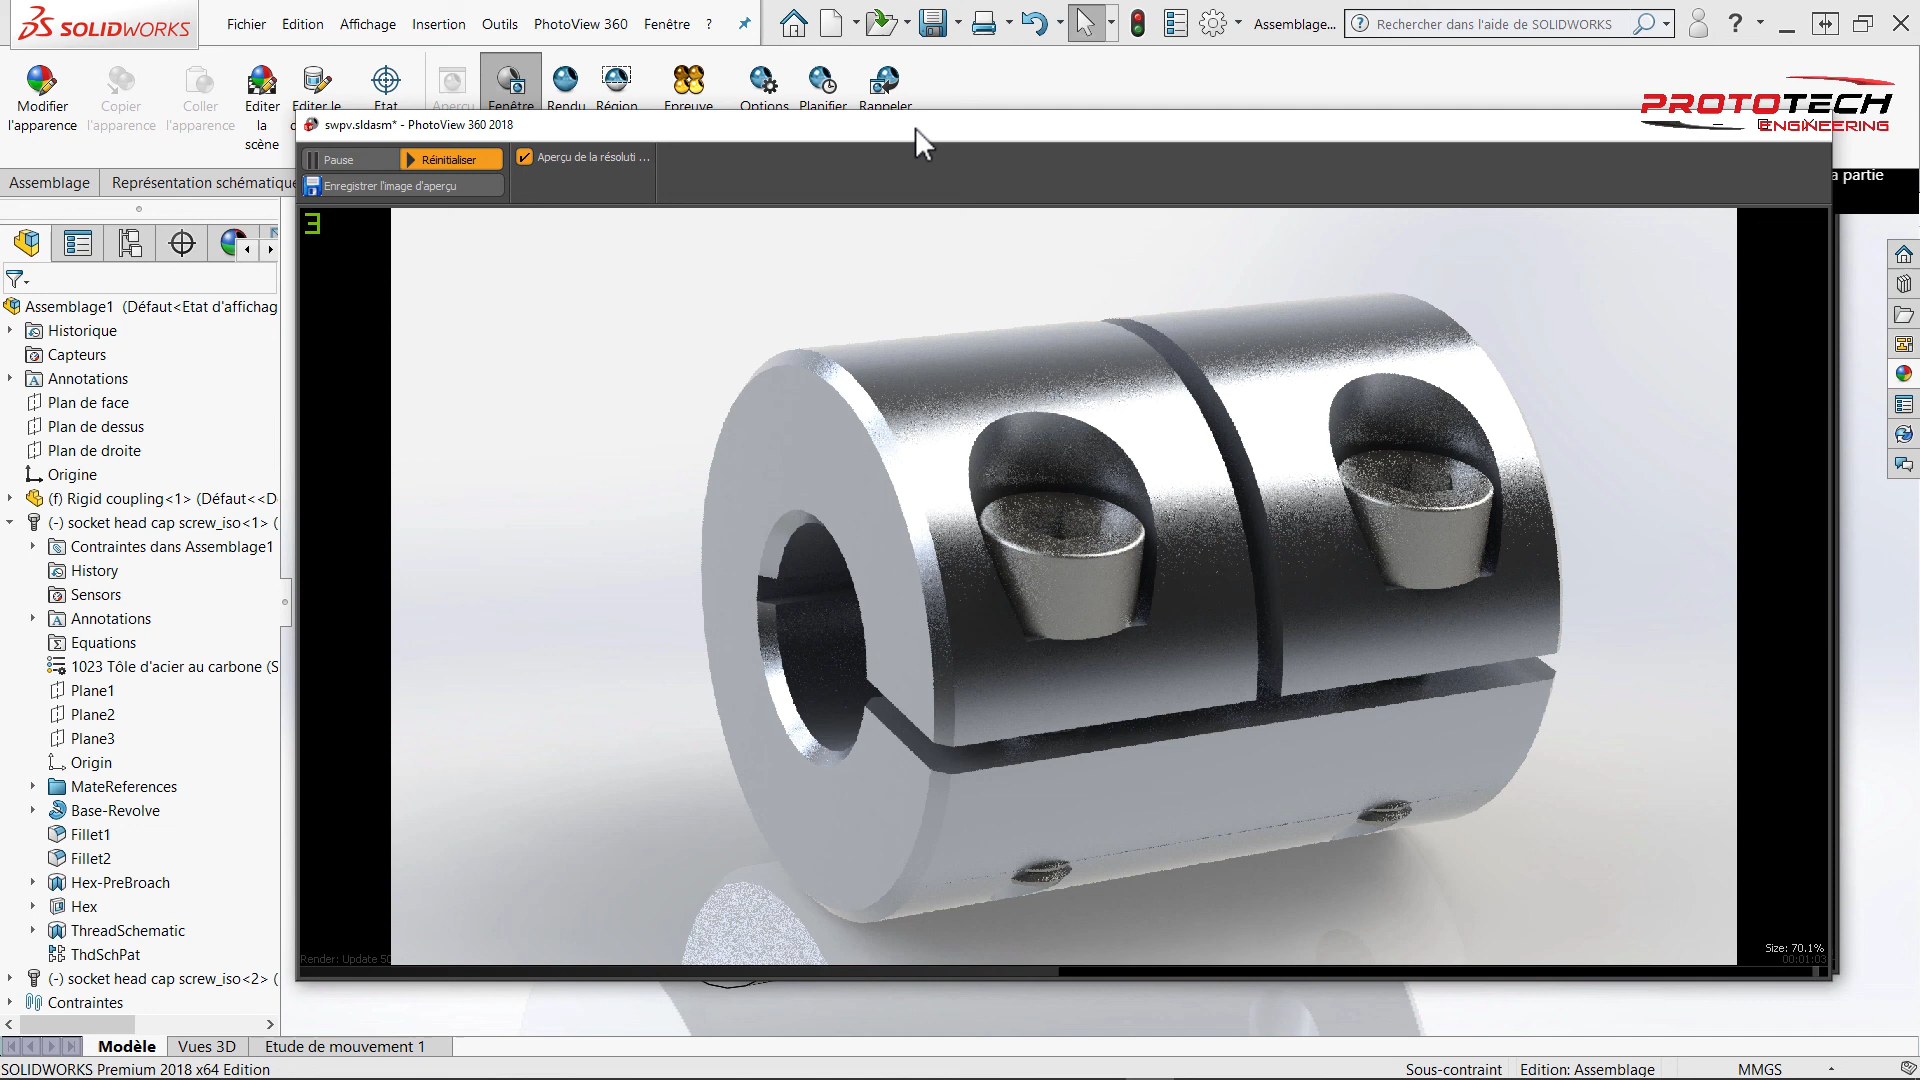 SOLIDWORKS
Fichier Edition Affichage Insertion Outils PhotoView 360 Fenêtre ?
Assemblage...
Rechercher dans l'aide de SOLIDWORKS
?
Modifier l'apparence
Copier l'apparence
Coller l'apparence
Editer la scène
Editer le
Etat
Aperçu
Fenêtre
Rendu
Région
Epreuve
Options
Planifier
Rappeler
PROTOTECH
ENGINEERING
swpv.sldasm* - PhotoView 360 2018
Pause
Réinitialiser
Aperçu de la résoluti ...
Enregistrer l'image d'aperçu
a partie
Assemblage
Représentation schématique
3
Assemblage1 (Défaut<Etat d'affichag
Historique
Capteurs
Annotations
Plan de face
Plan de dessus
Plan de droite
Origine
(f) Rigid coupling<1> (Défaut<<D
(-) socket head cap screw_iso<1> (
Contraintes dans Assemblage1
History
Sensors
Annotations
Equations
1023 Tôle d'acier au carbone (S
Plane1
Plane2
Plane3
Origin
MateReferences
Base-Revolve
Fillet1
Fillet2
Hex-PreBroach
Hex
ThreadSchematic
ThdSchPat
(-) socket head cap screw_iso<2> (
Contraintes
Size: 70.1%
Render: Update 50
00:01:03
Modèle
Vues 3D
Etude de mouvement 1
SOLIDWORKS Premium 2018 x64 Edition
Sous-contraint
Edition: Assemblage
MMGS